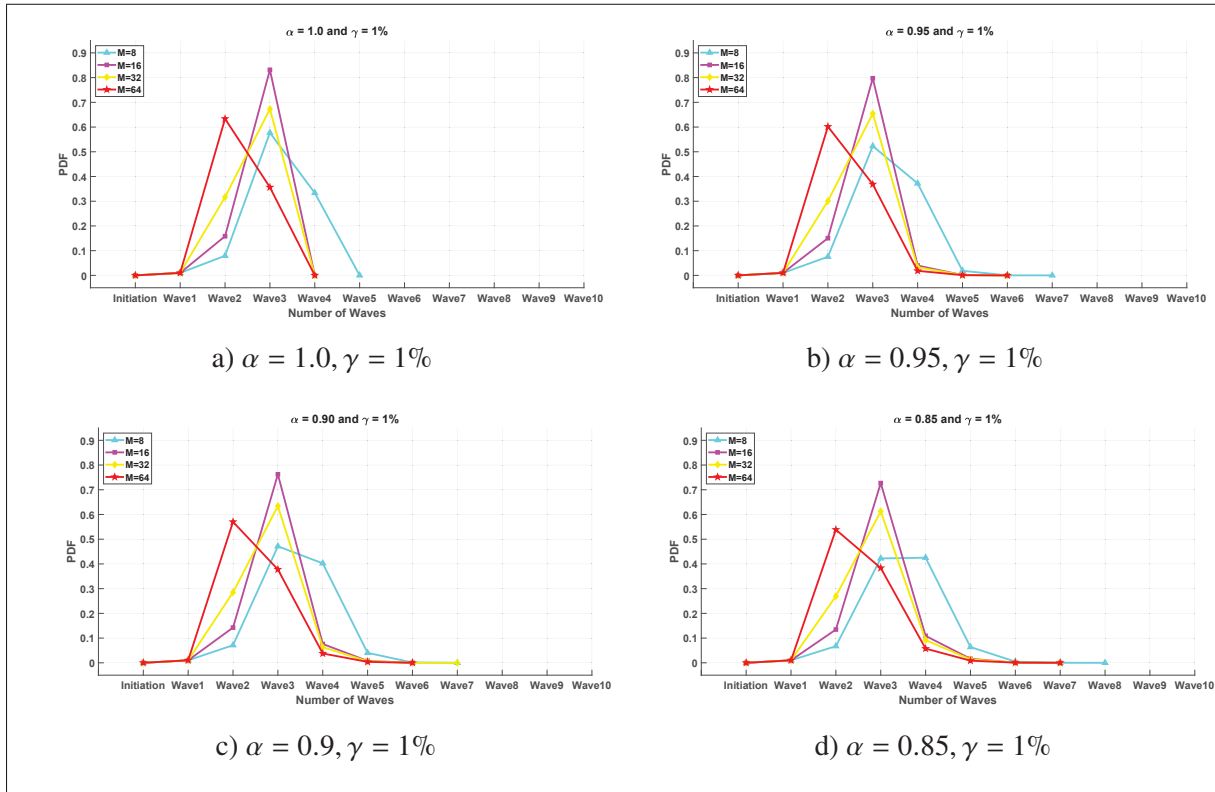 α = 1.0 and γ = 1%
0.9
0.8
0.7
0.6
0.5
0.4
0.3
0.2
0.1
0
PDF
M=8
M=16
M=32
M=64
Initiation Wave1 Wave2 Wave3 Wave4 Wave5 Wave6 Wave7 Wave8 Wave9 Wave10
Number of Waves
a) α = 1.0, γ = 1%
α = 0.95 and γ = 1%
0.9
0.8
0.7
0.6
0.5
0.4
0.3
0.2
0.1
0
PDF
M=8
M=16
M=32
M=64
Initiation Wave1 Wave2 Wave3 Wave4 Wave5 Wave6 Wave7 Wave8 Wave9 Wave10
Number of Waves
b) α = 0.95, γ = 1%
α = 0.90 and γ = 1%
0.9
0.8
0.7
0.6
0.5
0.4
0.3
0.2
0.1
0
PDF
M=8
M=16
M=32
M=64
Initiation Wave1 Wave2 Wave3 Wave4 Wave5 Wave6 Wave7 Wave8 Wave9 Wave10
Number of Waves
c) α = 0.9, γ = 1%
α = 0.85 and γ = 1%
0.9
0.8
0.7
0.6
0.5
0.4
0.3
0.2
0.1
0
PDF
M=8
M=16
M=32
M=64
Initiation Wave1 Wave2 Wave3 Wave4 Wave5 Wave6 Wave7 Wave8 Wave9 Wave10
Number of Waves
d) α = 0.85, γ = 1%